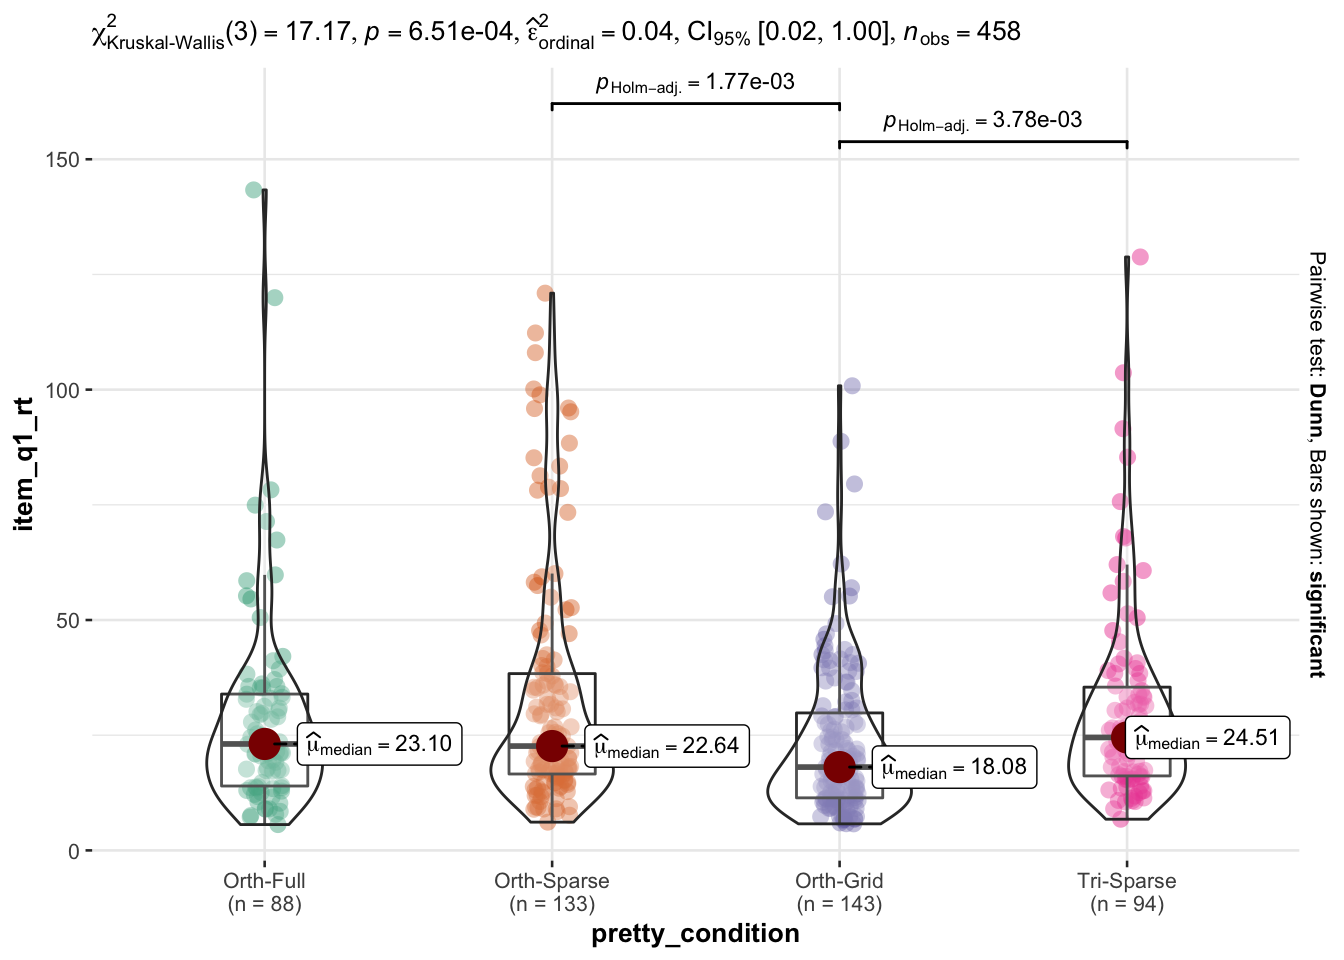 χ²Kruskal-Wallis(3) = 17.17, p = 6.51e-04, ε̂²ordinal = 0.04, CI95% [0.02, 1.00], nobs = 458
pHolm−adj. = 1.77e-03
pHolm−adj. = 3.78e-03
150
100
50
0
item_q1_rt
μ̂median = 23.10
μ̂median = 22.64
μ̂median = 18.08
μ̂median = 24.51
Pairwise test: Dunn, Bars shown: significant
Orth-Full
(n = 88)
Orth-Sparse
(n = 133)
Orth-Grid
(n = 143)
Tri-Sparse
(n = 94)
pretty_condition